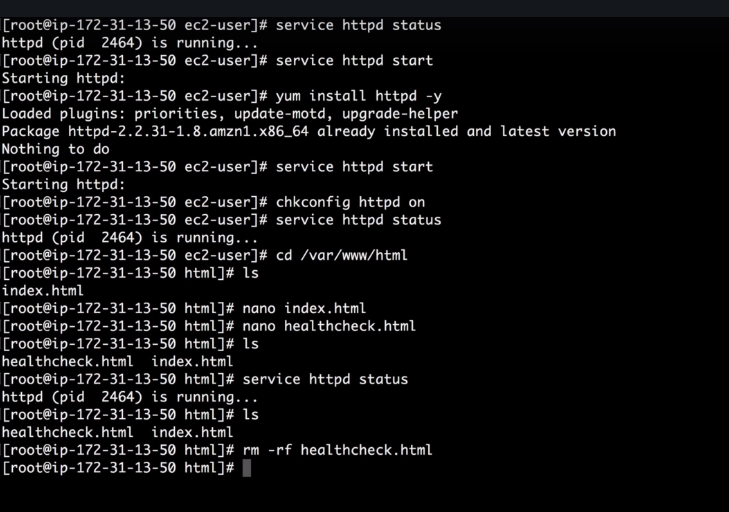 [root@ip-172-31-13-50 ec2-user]# service httpd status
httpd (pid  2464) is running...
[root@ip-172-31-13-50 ec2-user]# service httpd start
Starting httpd:
[root@ip-172-31-13-50 ec2-user]# yum install httpd -y
Loaded plugins: priorities, update-motd, upgrade-helper
Package httpd-2.2.31-1.8.amzn1.x86_64 already installed and latest version
Nothing to do
[root@ip-172-31-13-50 ec2-user]# service httpd start
Starting httpd:
[root@ip-172-31-13-50 ec2-user]# chkconfig httpd on
[root@ip-172-31-13-50 ec2-user]# service httpd status
httpd (pid  2464) is running...
[root@ip-172-31-13-50 ec2-user]# cd /var/www/html
[root@ip-172-31-13-50 html]# ls
index.html
[root@ip-172-31-13-50 html]# nano index.html
[root@ip-172-31-13-50 html]# nano healthcheck.html
[root@ip-172-31-13-50 html]# ls
healthcheck.html  index.html
[root@ip-172-31-13-50 html]# service httpd status
httpd (pid  2464) is running...
[root@ip-172-31-13-50 html]# ls
healthcheck.html  index.html
[root@ip-172-31-13-50 html]# rm -rf healthcheck.html
[root@ip-172-31-13-50 html]#